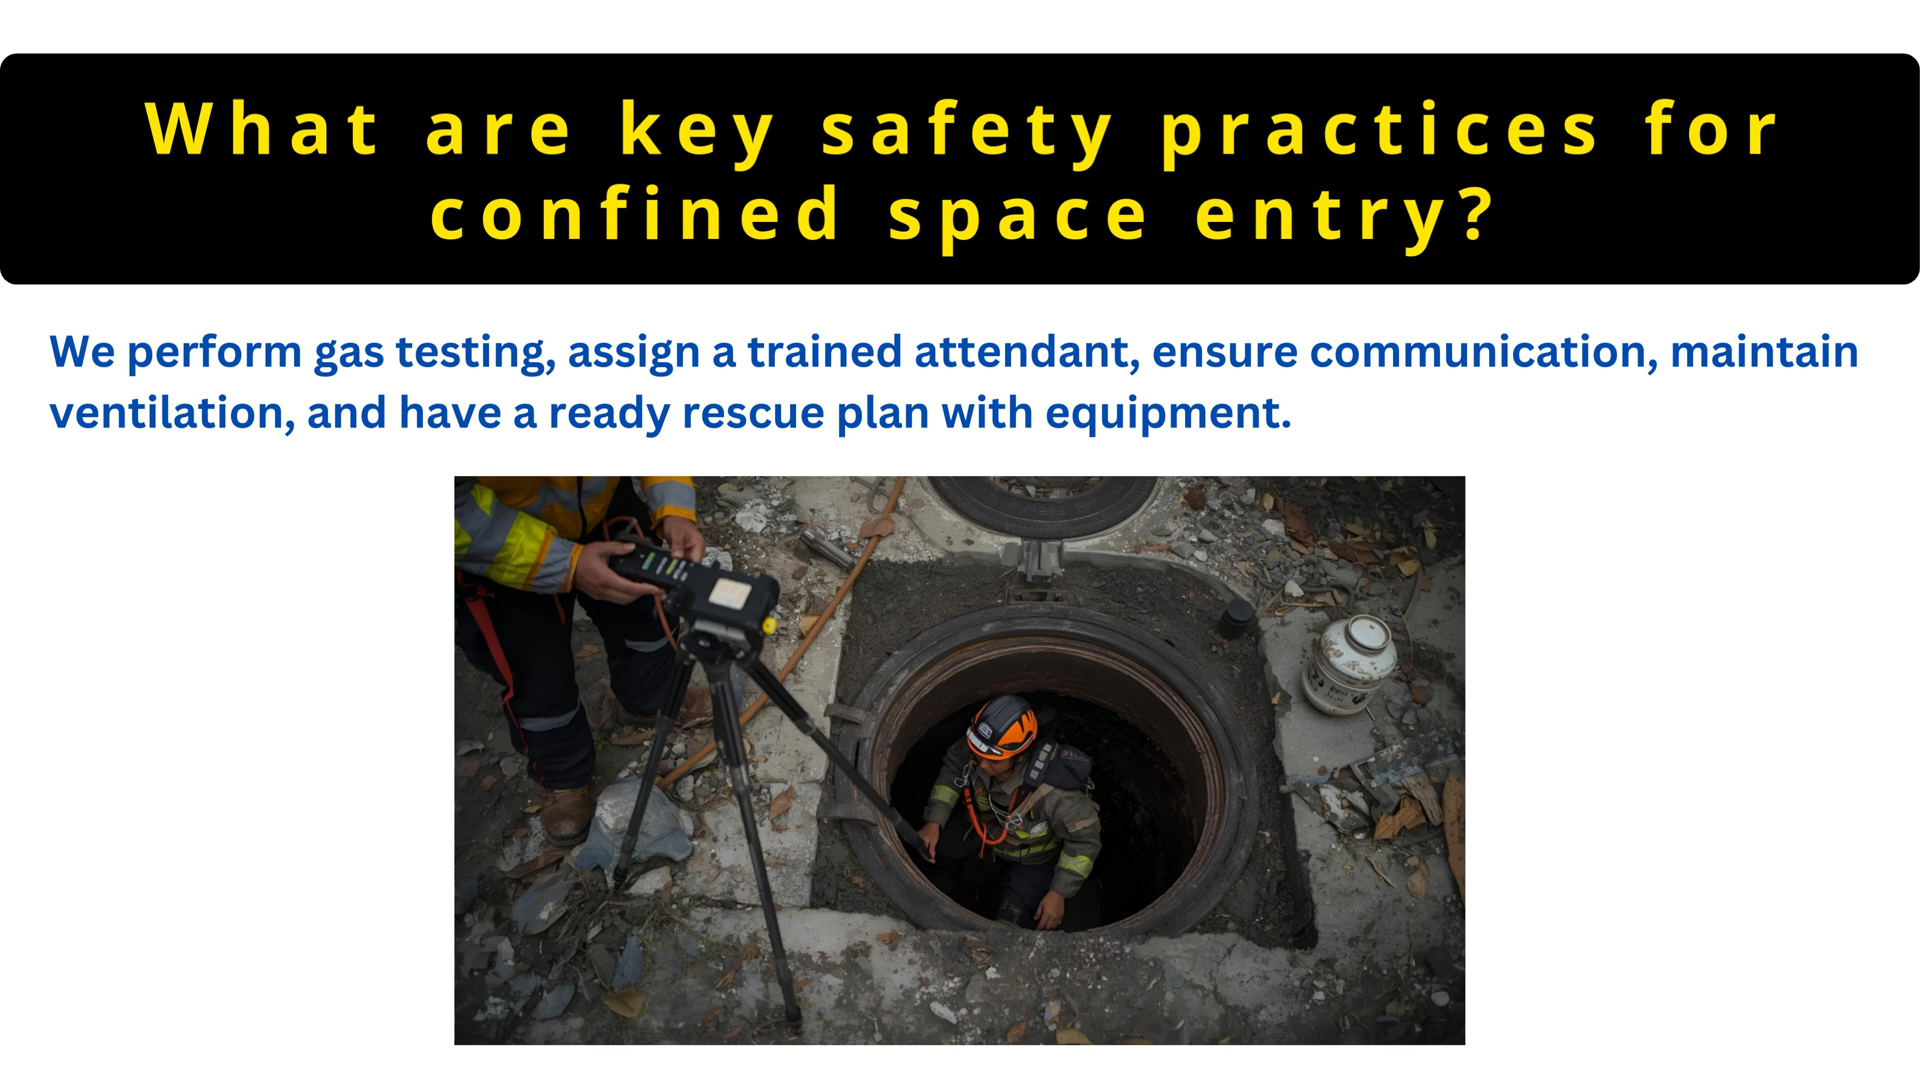 What are key safety practices for
confined space entry?
We perform gas testing, assign a trained attendant, ensure communication, maintain
ventilation, and have a ready rescue plan with equipment.